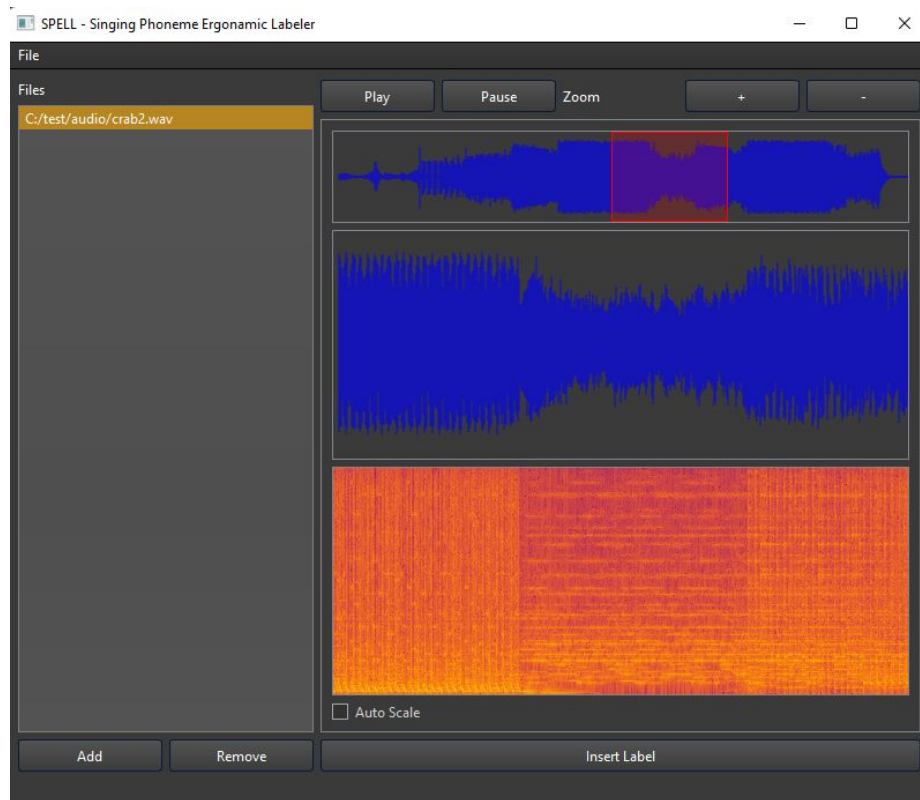 SPELL - Singing Phoneme Ergonamic Labeler
File
Files
Play Pause Zoom + -
C:/test/audio/crab2.wav
Auto Scale
Add Remove Insert Label